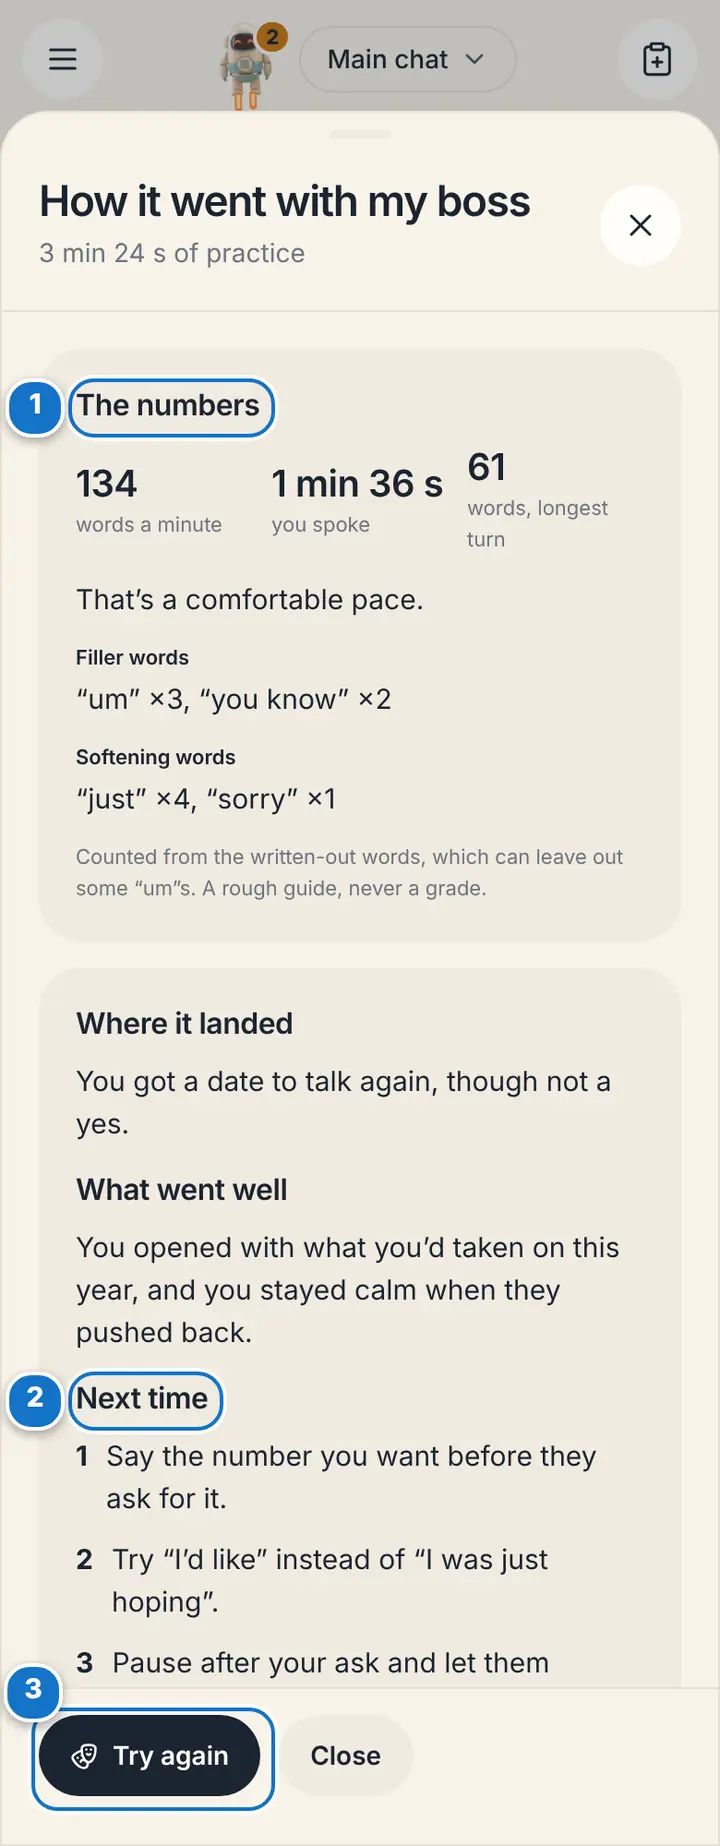 2
Main chat
How it went with my boss
3 min 24 s of practice
1
The numbers
134
words a minute
1 min 36 s
you spoke
61
words, longest
turn
That’s a comfortable pace.
Filler words
“um” ×3, “you know” ×2
Softening words
“just” ×4, “sorry” ×1
Counted from the written-out words, which can leave out
some “um”s. A rough guide, never a grade.
Where it landed
You got a date to talk again, though not a
yes.
What went well
You opened with what you’d taken on this
year, and you stayed calm when they
pushed back.
2
Next time
1 Say the number you want before they
ask for it.
2 Try “I’d like” instead of “I was just
hoping”.
3 Pause after your ask and let them
3
Try again
Close